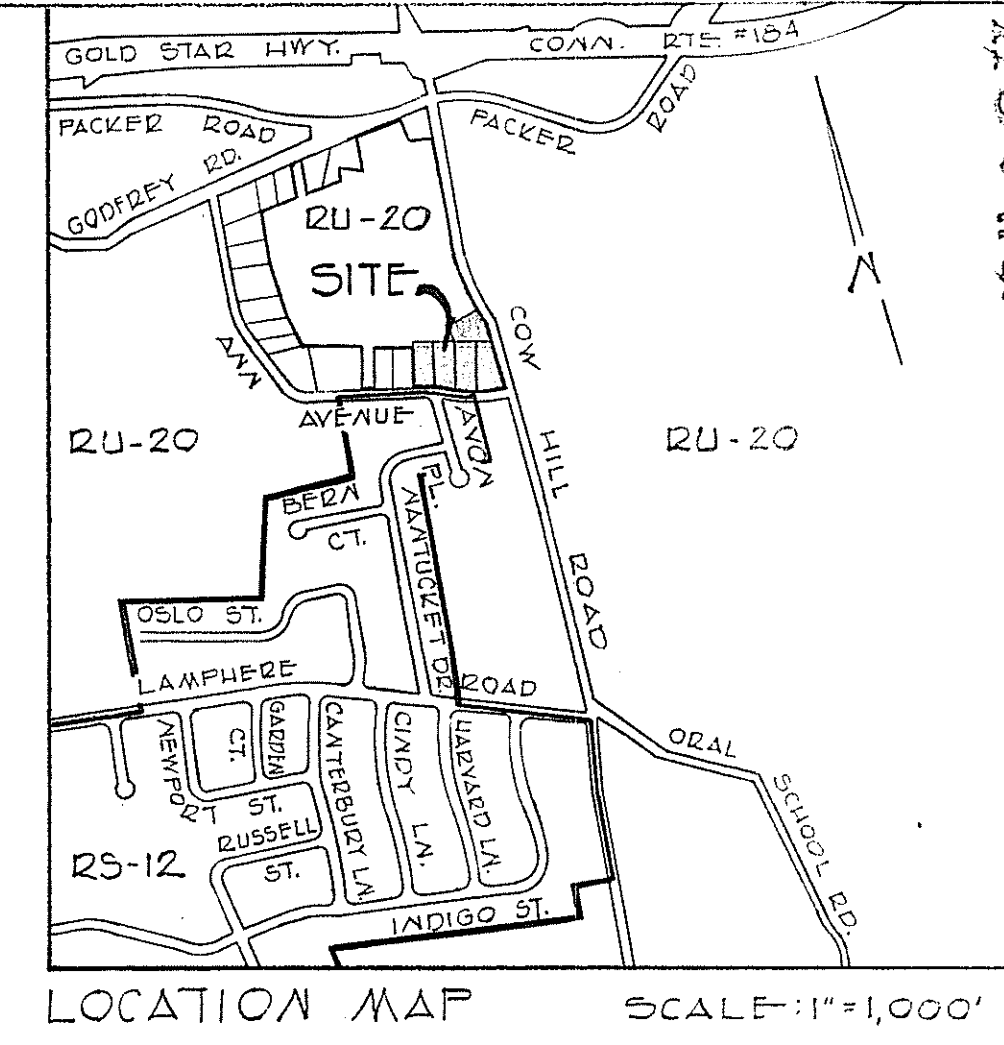 GOLD STAR HWY.
CONN. RTE. #184
PACKER ROAD
PACKER ROAD
GODFREY RD.
RU-20
SITE
N
ANN AVENUE
COW HILL ROAD
RU-20
RU-20
AVON PL.
BERN CT.
NANTUCKET DR.
OSLO ST.
LAMPHERE ROAD
NEWPORT ST.
GARDEN CT.
CANTERBURY LN.
CINDY LN.
HARVARD LN.
ORAL SCHOOL RD.
RUSSELL ST.
RS-12
INDIGO ST.
LOCATION MAP
SCALE: 1"=1,000'